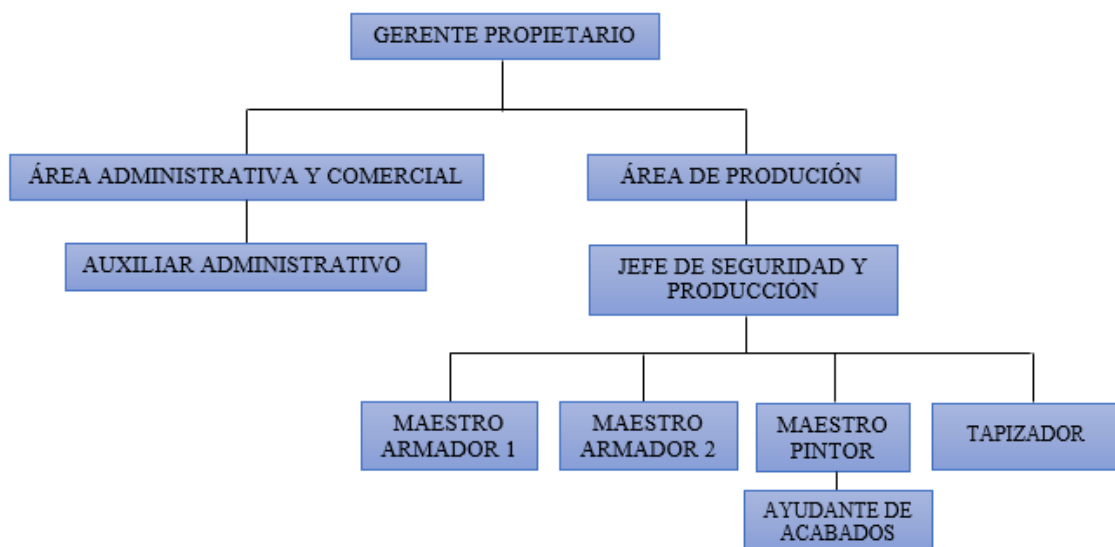 GERENTE PROPIETARIO
ÁREA ADMINISTRATIVA Y COMERCIAL
ÁREA DE PRODUCIÓN
AUXILIAR ADMINISTRATIVO
JEFE DE SEGURIDAD Y
PRODUCCIÓN
MAESTRO
ARMADOR 1
MAESTRO
ARMADOR 2
MAESTRO
PINTOR
TAPIZADOR
AYUDANTE DE
ACABADOS